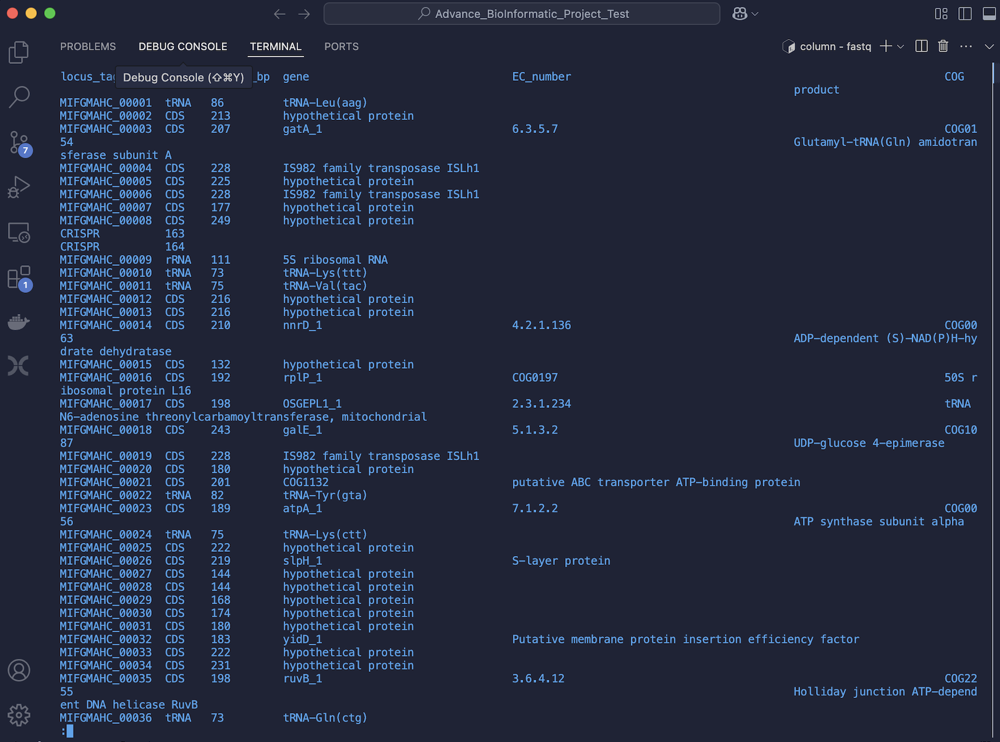 Advance_BioInformatic_Project_Test
PROBLEMS DEBUG CONSOLE TERMINAL PORTS column - fastq
Debug Console (⇧⌘Y)
locus_tag _bp gene EC_number COG
product
MIFGMAHC_00001 tRNA 86 tRNA-Leu(aag)
MIFGMAHC_00002 CDS 213 hypothetical protein
MIFGMAHC_00003 CDS 207 gatA_1 6.3.5.7 COG01
54 Glutamyl-tRNA(Gln) amidotran
sferase subunit A
MIFGMAHC_00004 CDS 228 IS982 family transposase ISLh1
MIFGMAHC_00005 CDS 225 hypothetical protein
MIFGMAHC_00006 CDS 228 IS982 family transposase ISLh1
MIFGMAHC_00007 CDS 177 hypothetical protein
MIFGMAHC_00008 CDS 249 hypothetical protein
CRISPR 163
CRISPR 164
MIFGMAHC_00009 rRNA 111 5S ribosomal RNA
MIFGMAHC_00010 tRNA 73 tRNA-Lys(ttt)
MIFGMAHC_00011 tRNA 75 tRNA-Val(tac)
MIFGMAHC_00012 CDS 216 hypothetical protein
MIFGMAHC_00013 CDS 216 hypothetical protein
MIFGMAHC_00014 CDS 210 nnrD_1 4.2.1.136 COG00
63 ADP-dependent (S)-NAD(P)H-hy
drate dehydratase
MIFGMAHC_00015 CDS 132 hypothetical protein
MIFGMAHC_00016 CDS 192 rplP_1 COG0197 50S r
ibosomal protein L16
MIFGMAHC_00017 CDS 198 OSGEPL1_1 2.3.1.234 tRNA
N6-adenosine threonylcarbamoyltransferase, mitochondrial
MIFGMAHC_00018 CDS 243 galE_1 5.1.3.2 COG10
87 UDP-glucose 4-epimerase
MIFGMAHC_00019 CDS 228 IS982 family transposase ISLh1
MIFGMAHC_00020 CDS 180 hypothetical protein
MIFGMAHC_00021 CDS 201 COG1132 putative ABC transporter ATP-binding protein
MIFGMAHC_00022 tRNA 82 tRNA-Tyr(gta)
MIFGMAHC_00023 CDS 189 atpA_1 7.1.2.2 COG00
56 ATP synthase subunit alpha
MIFGMAHC_00024 tRNA 75 tRNA-Lys(ctt)
MIFGMAHC_00025 CDS 222 hypothetical protein
MIFGMAHC_00026 CDS 219 slpH_1 S-layer protein
MIFGMAHC_00027 CDS 144 hypothetical protein
MIFGMAHC_00028 CDS 144 hypothetical protein
MIFGMAHC_00029 CDS 168 hypothetical protein
MIFGMAHC_00030 CDS 174 hypothetical protein
MIFGMAHC_00031 CDS 180 hypothetical protein
MIFGMAHC_00032 CDS 183 yidD_1 Putative membrane protein insertion efficiency factor
MIFGMAHC_00033 CDS 222 hypothetical protein
MIFGMAHC_00034 CDS 231 hypothetical protein
MIFGMAHC_00035 CDS 198 ruvB_1 3.6.4.12 COG22
55 Holliday junction ATP-depend
ent DNA helicase RuvB
MIFGMAHC_00036 tRNA 73 tRNA-Gln(ctg)
:
7
1